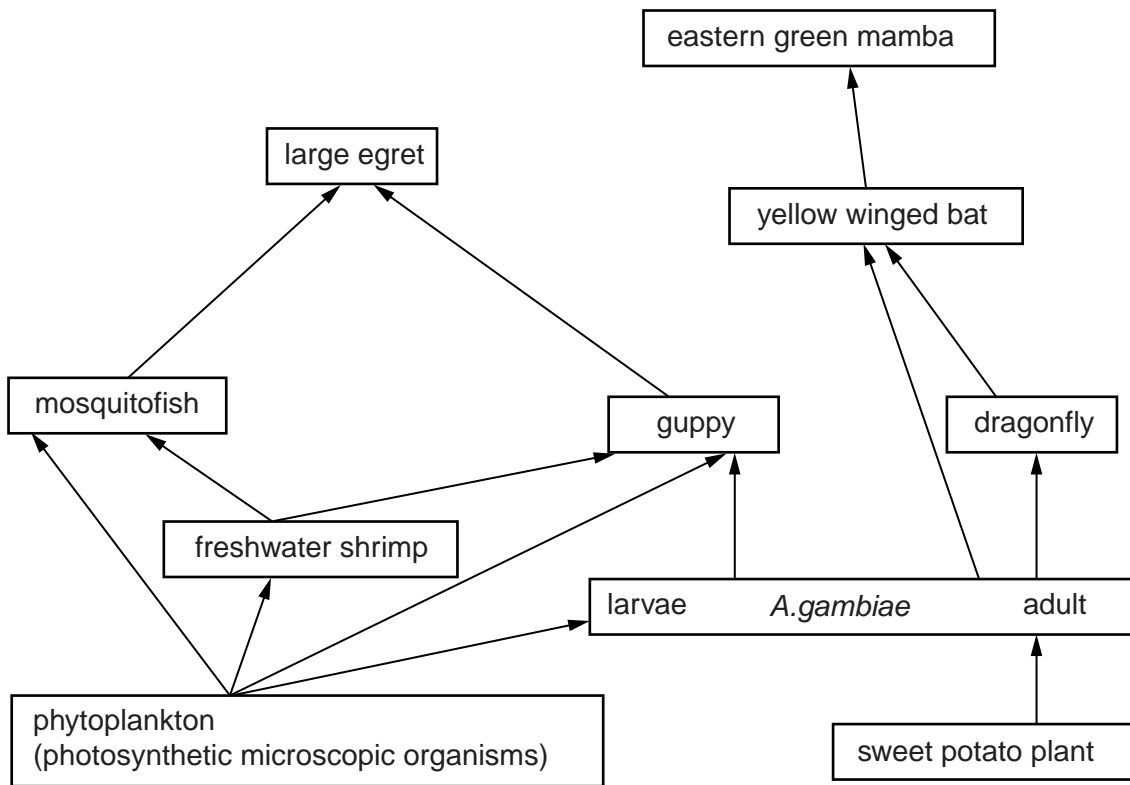 eastern green mamba
large egret
yellow winged bat
mosquitofish
guppy
dragonfly
freshwater shrimp
larvae A.gambiae adult
phytoplankton
(photosynthetic microscopic organisms)
sweet potato plant